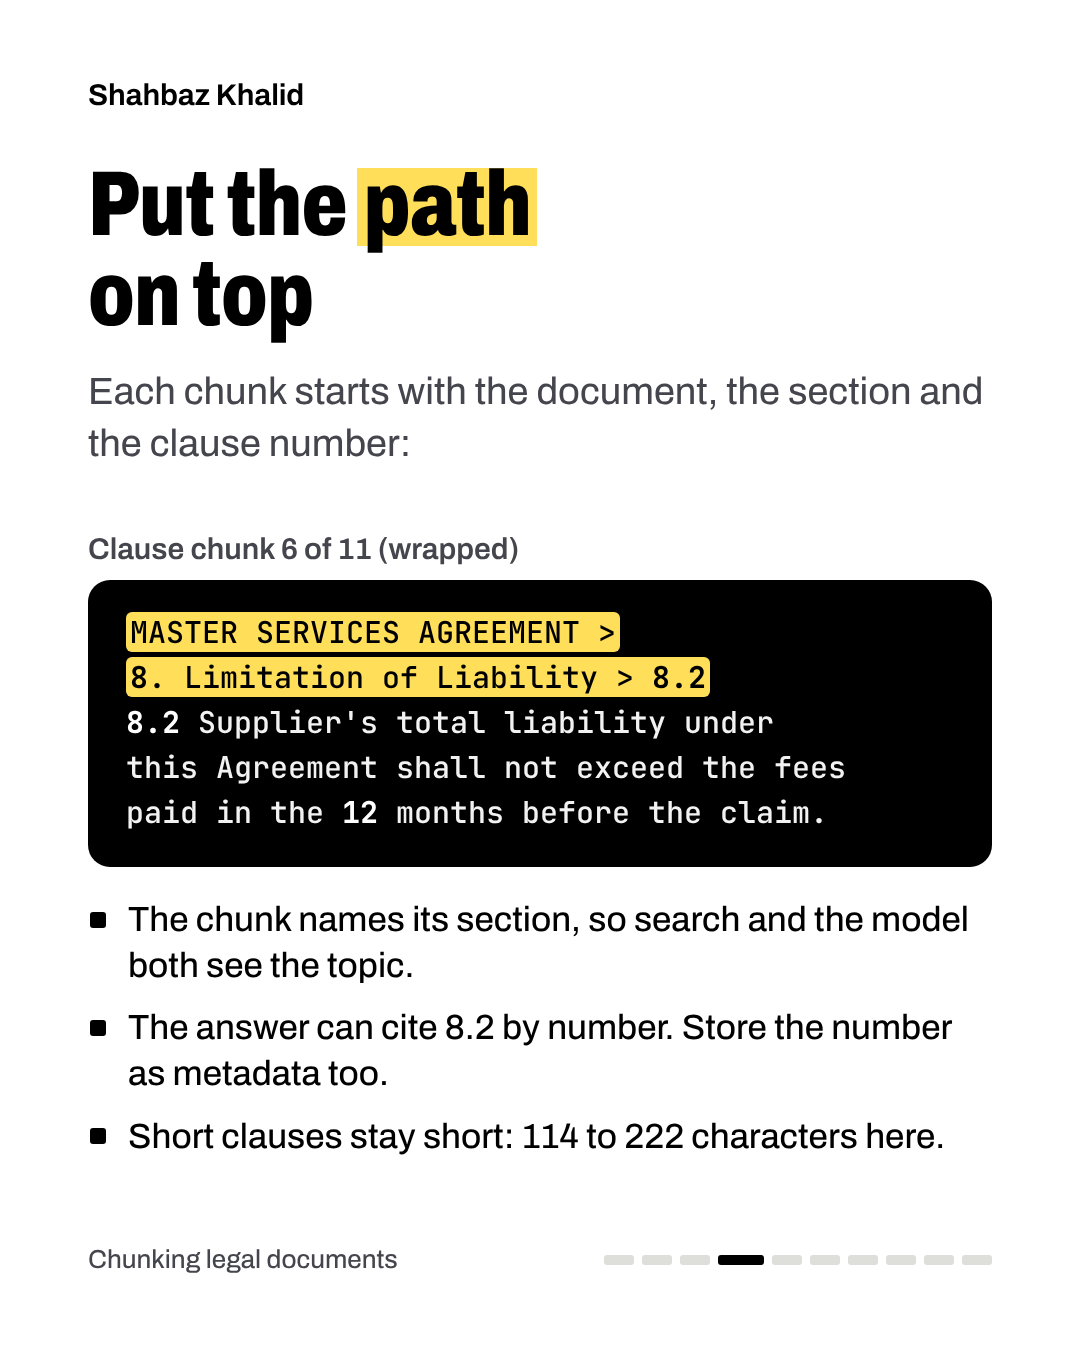 Shahbaz Khalid
Put the path
on top
Each chunk starts with the document, the section and
the clause number:
Clause chunk 6 of 11 (wrapped)
MASTER SERVICES AGREEMENT >
8. Limitation of Liability > 8.2
8.2 Supplier's total liability under
this Agreement shall not exceed the fees
paid in the 12 months before the claim.
The chunk names its section, so search and the model
both see the topic.
The answer can cite 8.2 by number. Store the number
as metadata too.
Short clauses stay short: 114 to 222 characters here.
Chunking legal documents